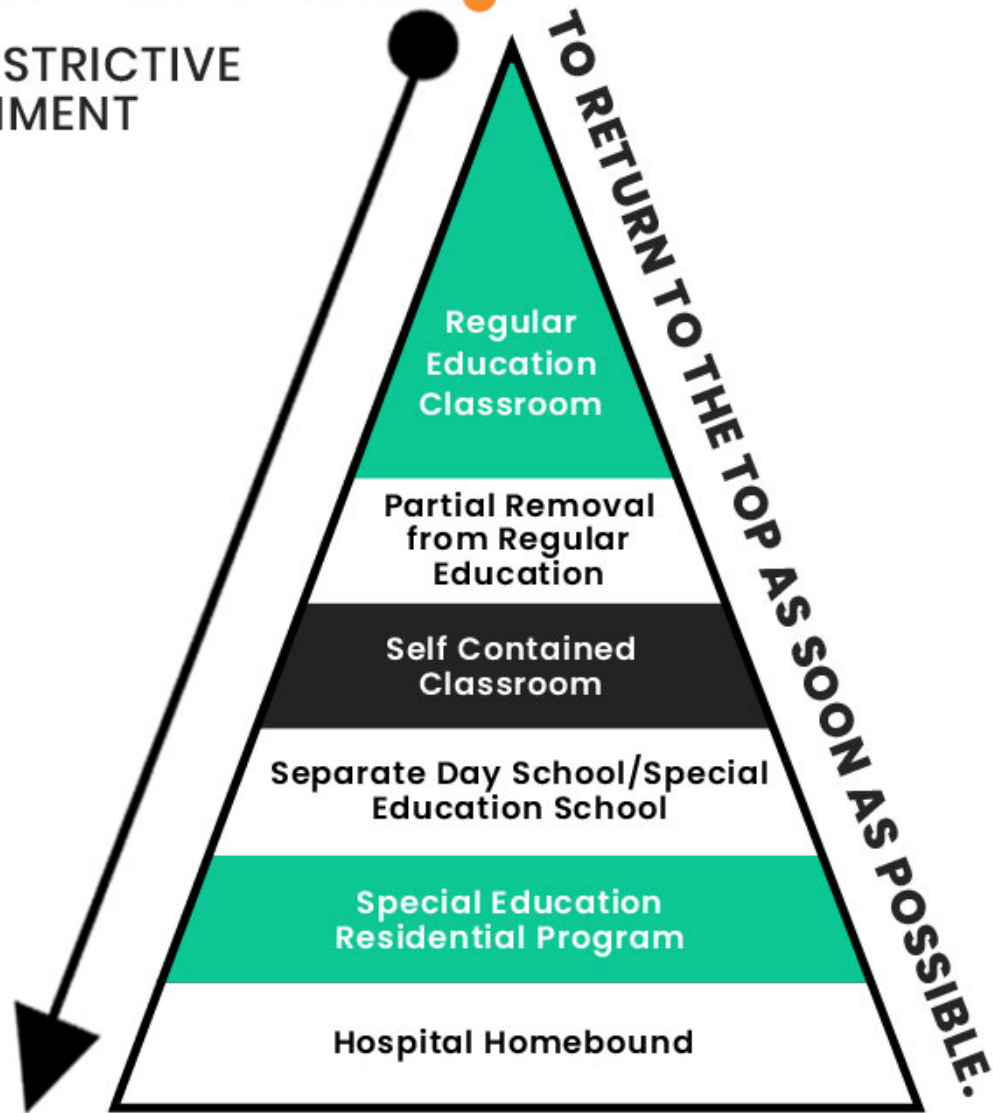 STRICTIVE
MENT
TO RETURN TO THE TOP AS SOON AS POSSIBLE.
Regular
Education
Classroom
Partial Removal
from Regular
Education
Self Contained
Classroom
Separate Day School/Special
Education School
Special Education
Residential Program
Hospital Homebound